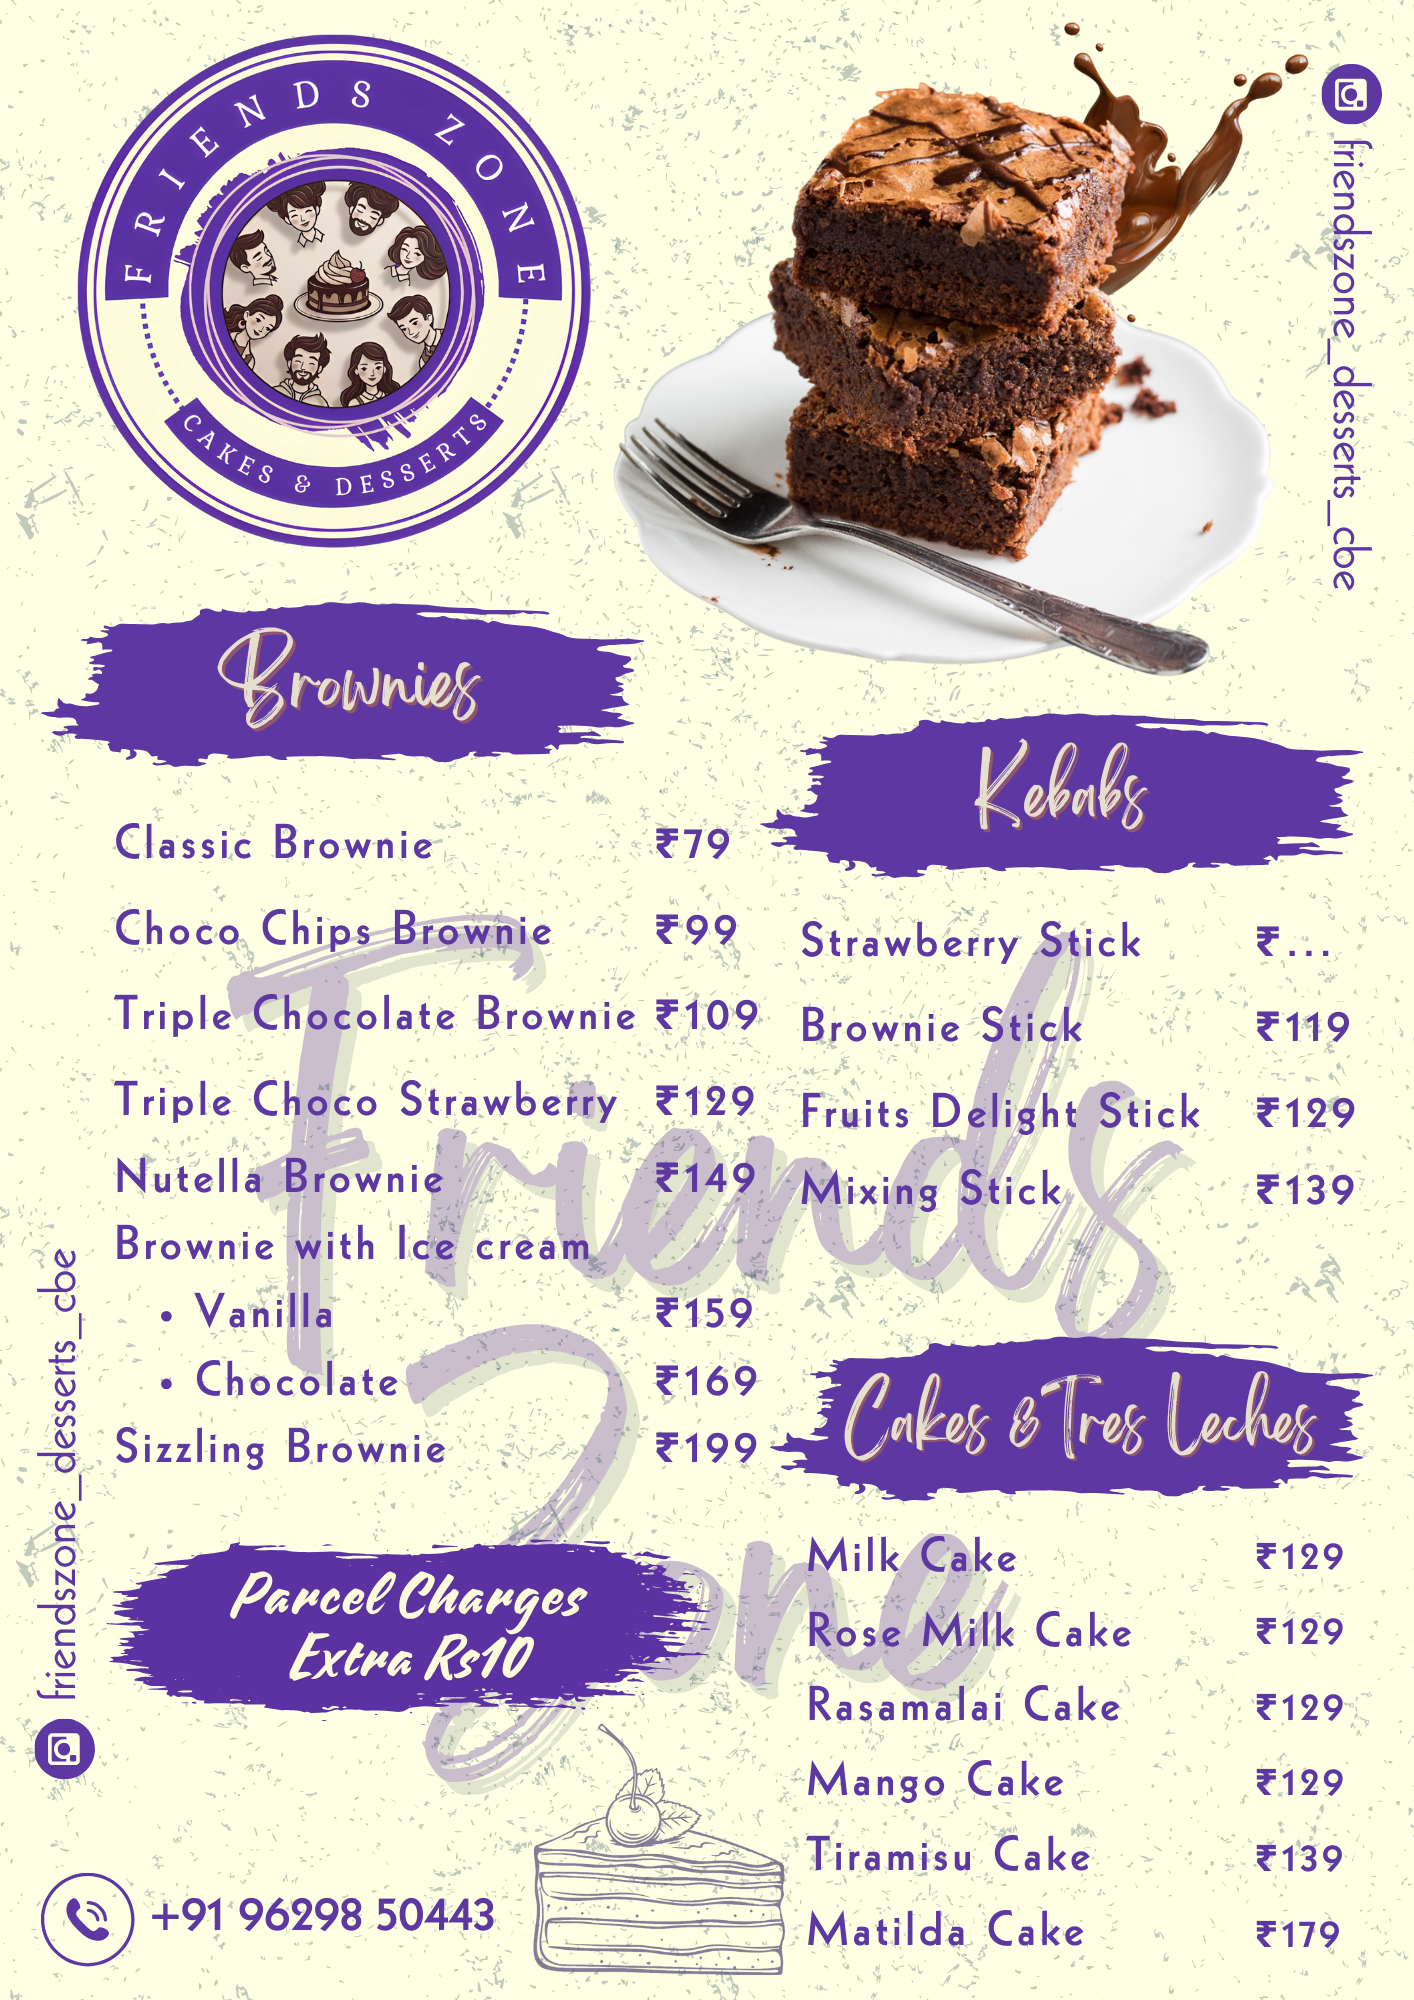 FRIENDS ZONE
CAKES & DESSERTS
friendszone_desserts_cbe
Brownies
Classic Brownie ₹79
Choco Chips Brownie ₹99
Triple Chocolate Brownie ₹109
Triple Choco Strawberry ₹129
Nutella Brownie ₹149
Brownie with Ice cream
• Vanilla ₹159
• Chocolate ₹169
Sizzling Brownie ₹199
Parcel Charges
Extra Rs10
Kebabs
Strawberry Stick ₹...
Brownie Stick ₹119
Fruits Delight Stick ₹129
Mixing Stick ₹139
Cakes & Tres Leches
Milk Cake ₹129
Rose Milk Cake ₹129
Rasamalai Cake ₹129
Mango Cake ₹129
Tiramisu Cake ₹139
Matilda Cake ₹179
Friends
Zone
friendszone_desserts_cbe
+91 96298 50443